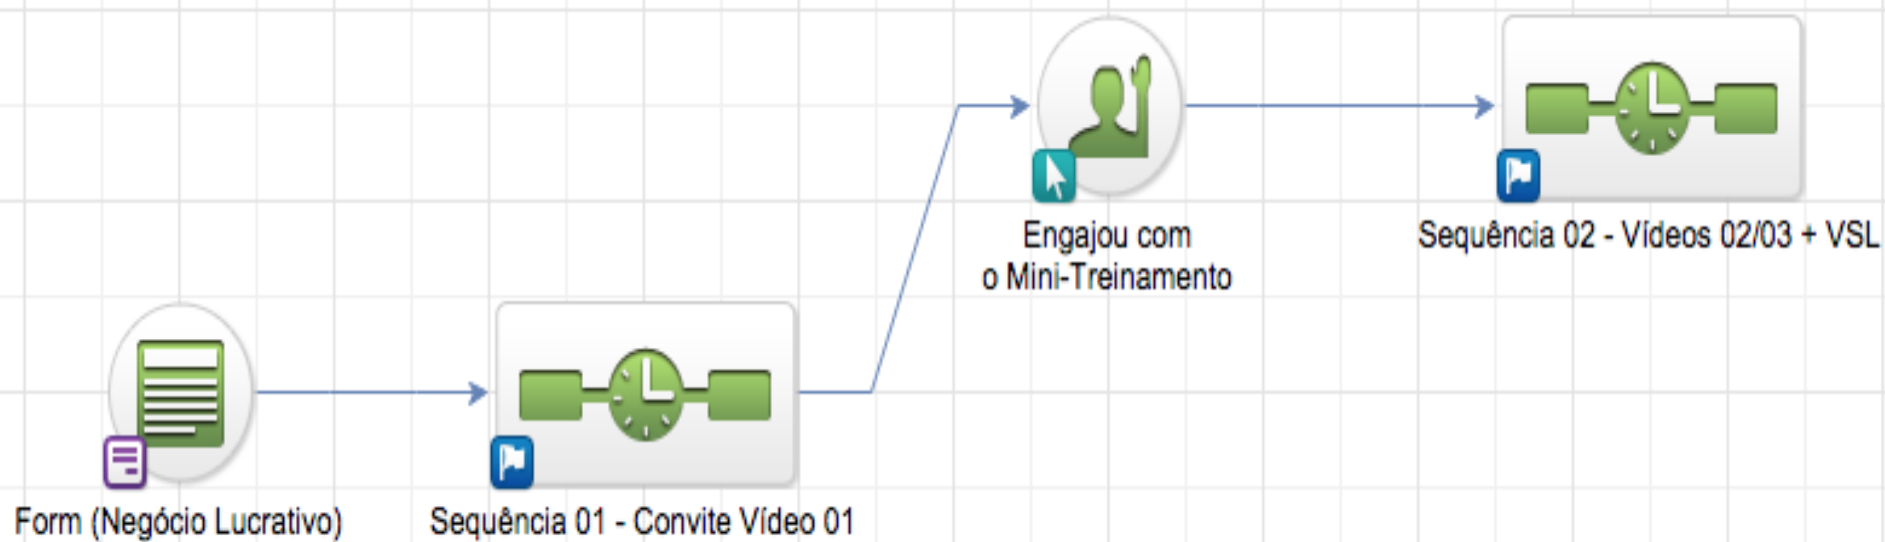 Engajou com
o Mini-Treinamento
Sequência 02 - Vídeos 02/03 + VSL
Form (Negócio Lucrativo)
Sequência 01 - Convite Vídeo 01